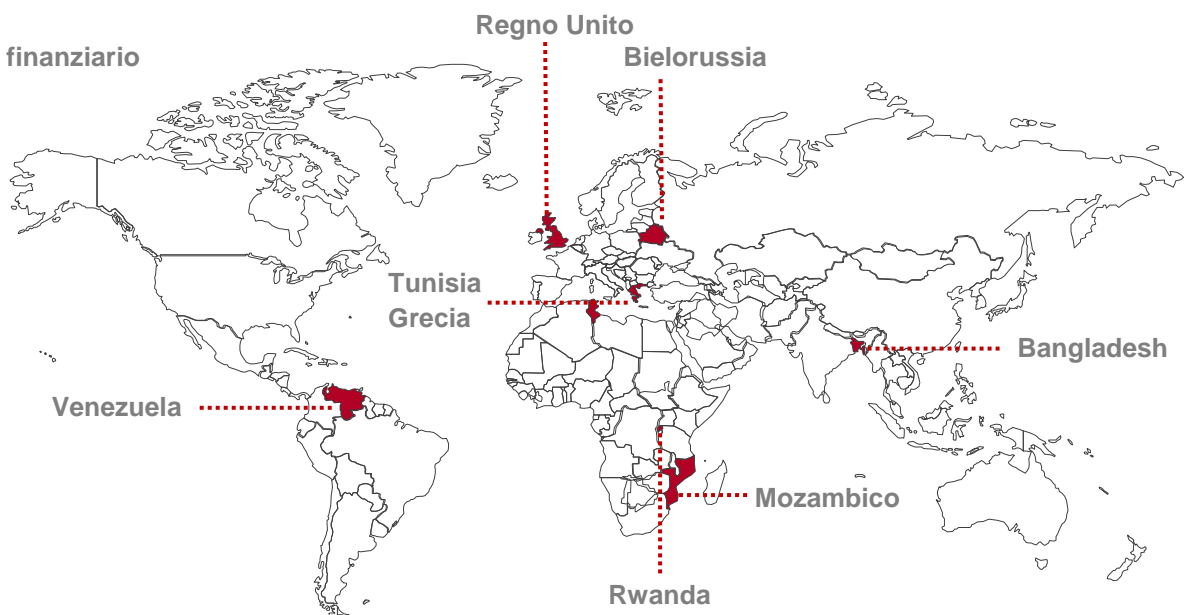 Regno Unito
finanziario
Bielorussia
Tunisia
Grecia
Bangladesh
Venezuela
Mozambico
Rwanda